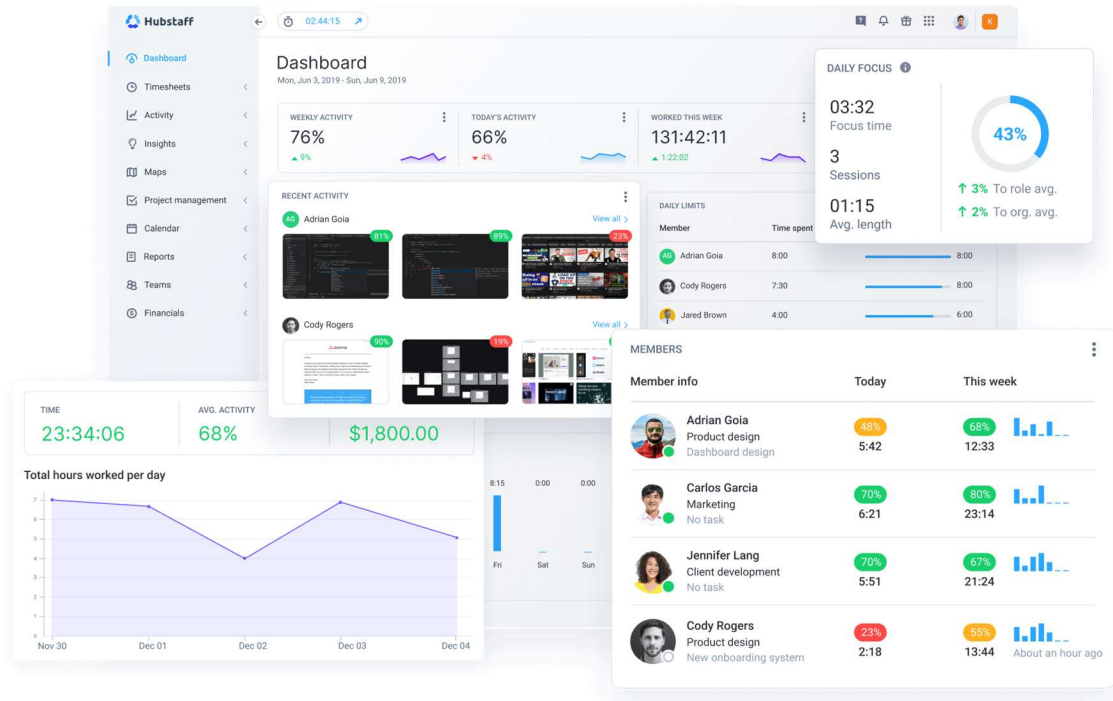 Hubstaff
02:44:15
K
Dashboard
Timesheets
Activity
Insights
Maps
Project management
Calendar
Reports
Teams
Financials
Dashboard
Mon, Jun 3, 2019 - Sun, Jun 9, 2019
WEEKLY ACTIVITY
76%
9%
TODAY'S ACTIVITY
66%
4%
WORKED THIS WEEK
131:42:11
1:22:02
DAILY FOCUS
03:32
Focus time
3
Sessions
01:15
Avg. length
43%
3% To role avg.
2% To org. avg.
RECENT ACTIVITY
AG Adrian Goia View all
81% 89% 23%
Cody Rogers View all
90% 19%
DAILY LIMITS
Member Time spent
AG Adrian Goia 8:00 8:00
Cody Rogers 7:30 8:00
Jared Brown 4:00 6:00
TIME
23:34:06
AVG. ACTIVITY
68%
$1,800.00
Total hours worked per day
7
6
5
4
3
2
1
0
Nov 30 Dec 01 Dec 02 Dec 03 Dec 04
8:15 0:00 0:00
Fri Sat Sun
MEMBERS
Member info Today This week
Adrian Goia
Product design
Dashboard design
48%
5:42
68%
12:33
Carlos Garcia
Marketing
No task
70%
6:21
80%
23:14
Jennifer Lang
Client development
No task
70%
5:51
67%
21:24
Cody Rogers
Product design
New onboarding system
23%
2:18
55%
13:44
About an hour ago